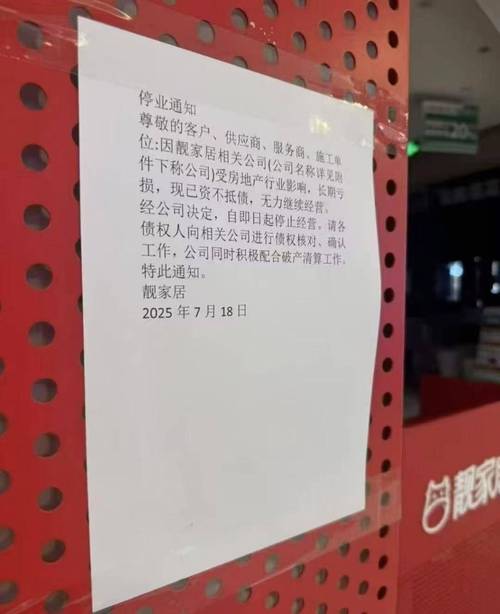 停业通知
尊敬的客户、供应商、服务商、施工单
位:因靓家居相关公司(公司名称详见附
件下称公司)受房地产行业影响，长期亏
损，现已资不抵债，无力继续经营。
经公司决定，自即日起停止经营。请各
债权人向相关公司进行债权核对、确认
工作，公司同时积极配合破产清算工作。
特此通知。
靓家居
2025 年 7 月 18 日
靓家居